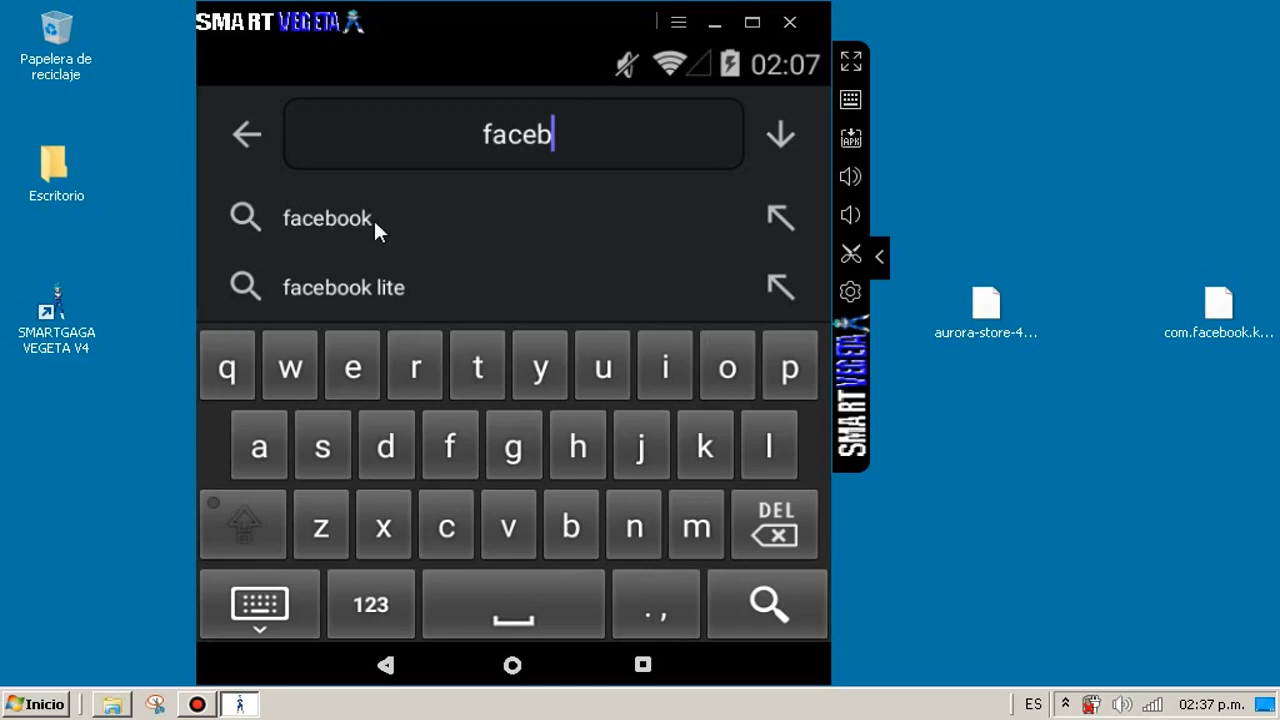 SMART VEGETA
02:07
Papelera de
reciclaje
faceb
Escritorio
facebook
facebook lite
APK
SMARTGAGA
VEGETA V4
aurora-store-4...
com.facebook.k...
SMART VEGETA
q w e r t y u i o p
a s d f g h j k l
z x c v b n m DEL
123 . ,
Inicio
ES
02:37 p.m.